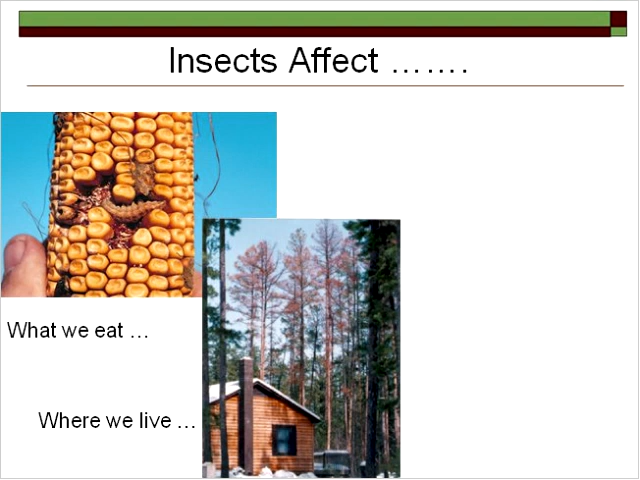 Insects Affect …….
What we eat …
Where we live …